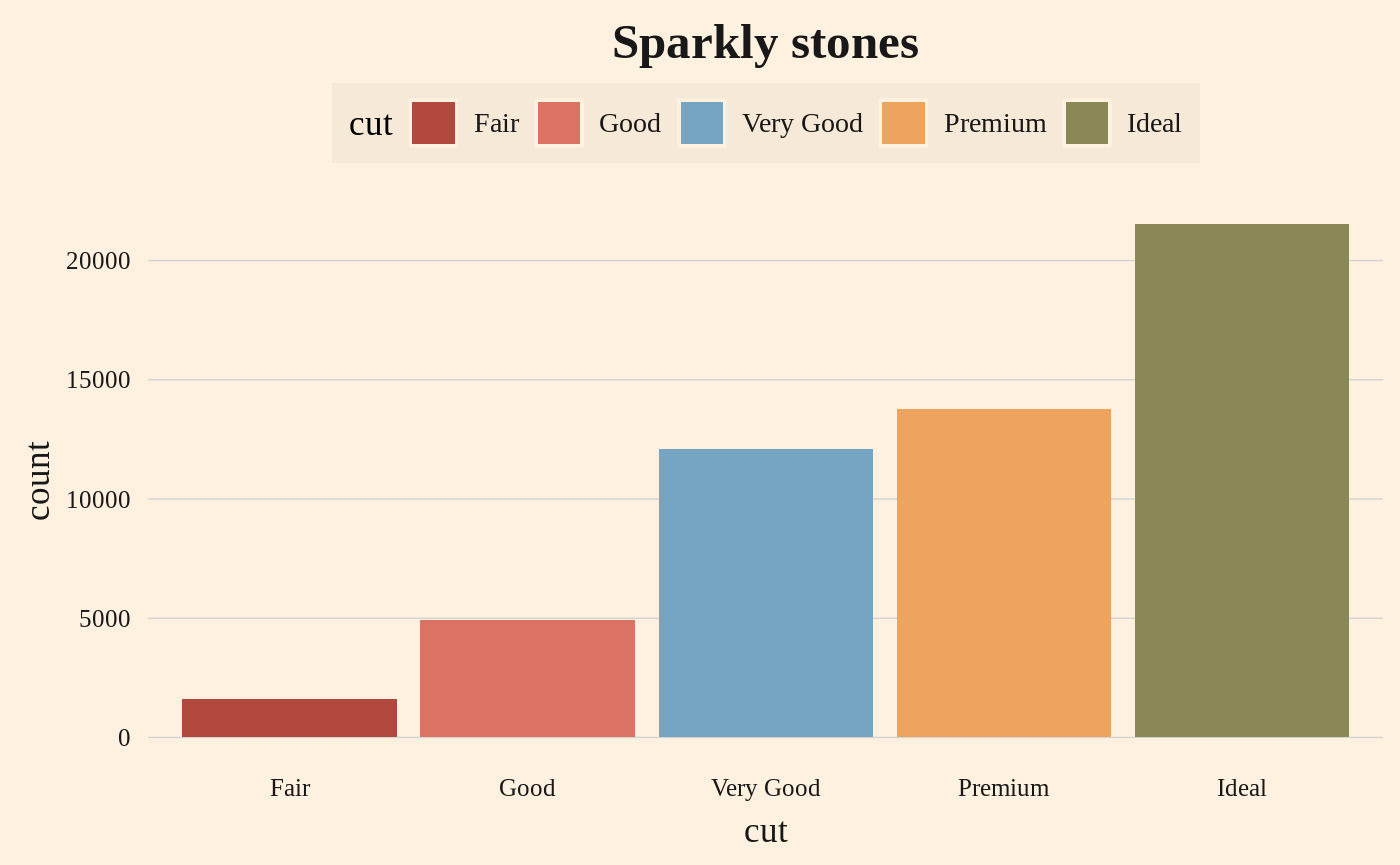 Sparkly stones
cut Fair Good Very Good Premium Ideal
20000
15000
10000
5000
0
count
Fair Good Very Good Premium Ideal
cut